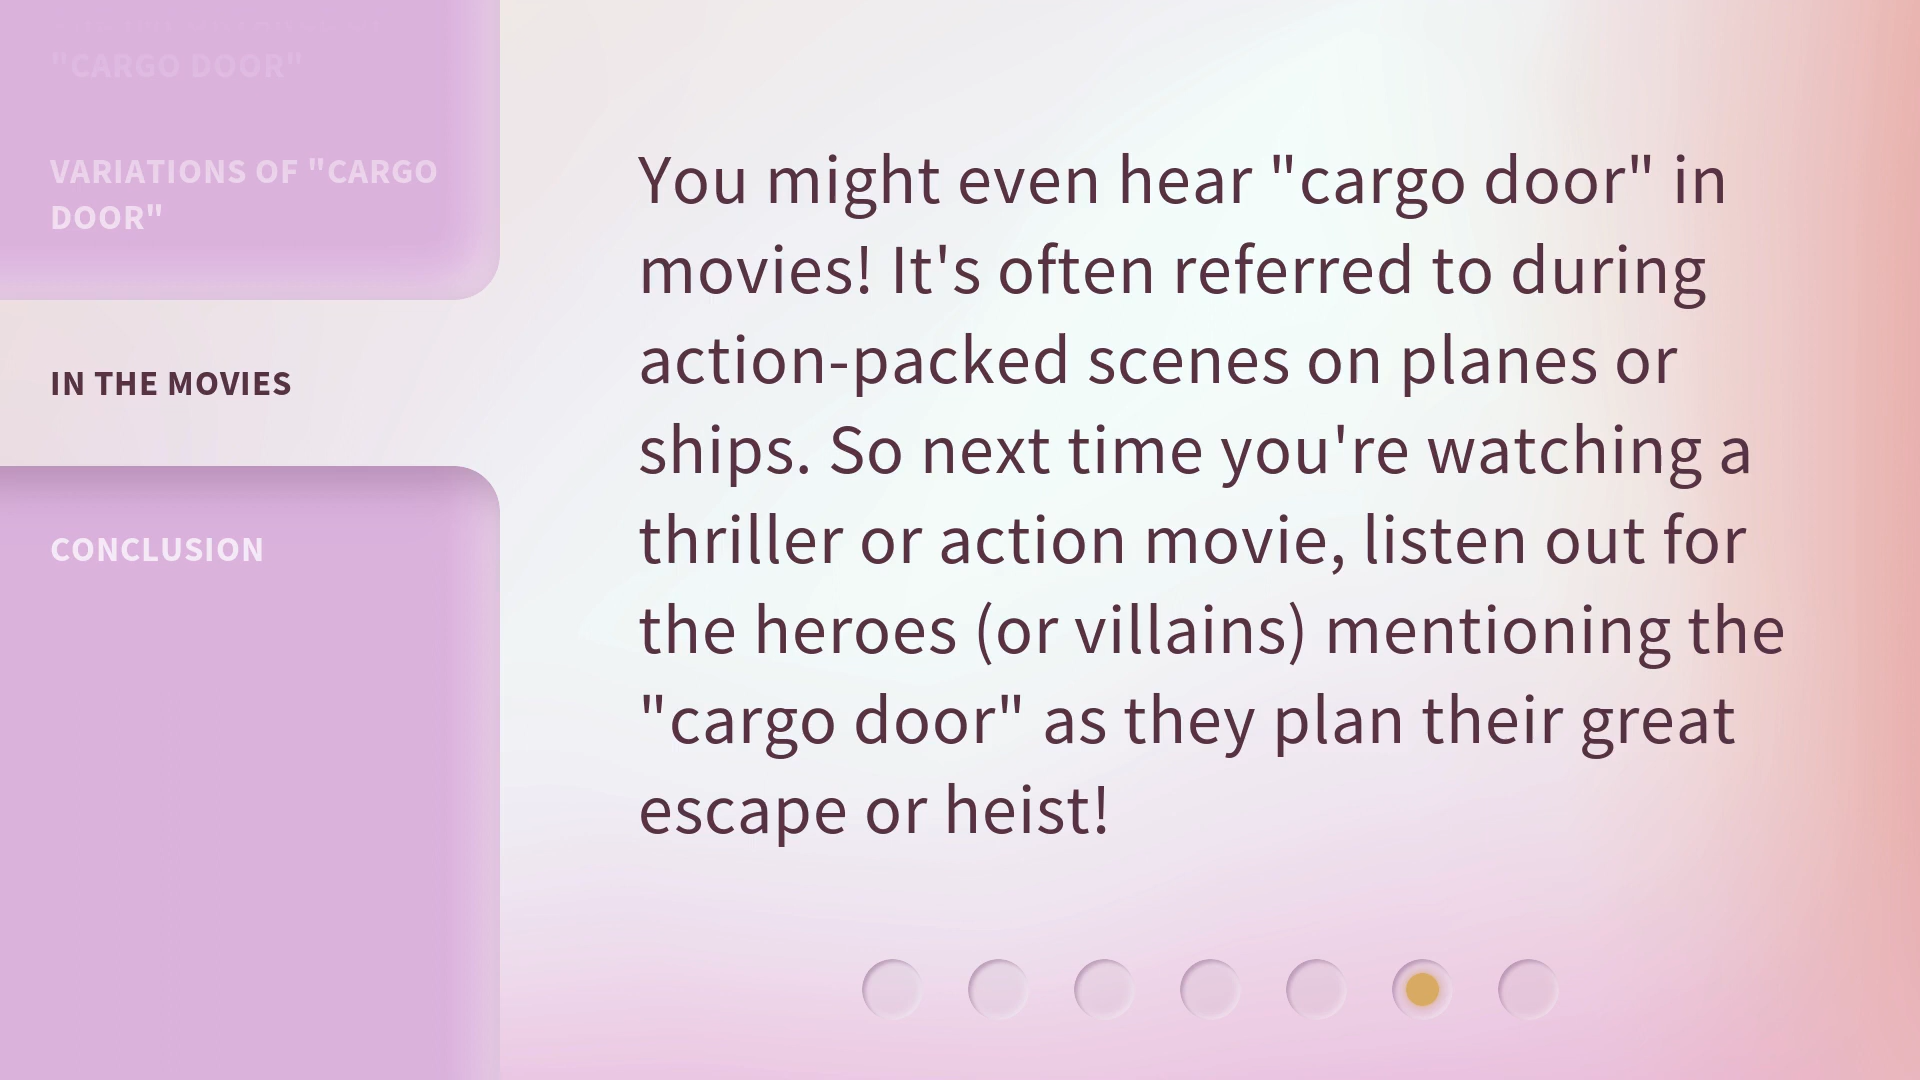 "CARGO DOOR"
VARIATIONS OF "CARGO
DOOR"
IN THE MOVIES
CONCLUSION
You might even hear "cargo door" in
movies! It's often referred to during
action-packed scenes on planes or
ships. So next time you're watching a
thriller or action movie, listen out for
the heroes (or villains) mentioning the
"cargo door" as they plan their great
escape or heist!